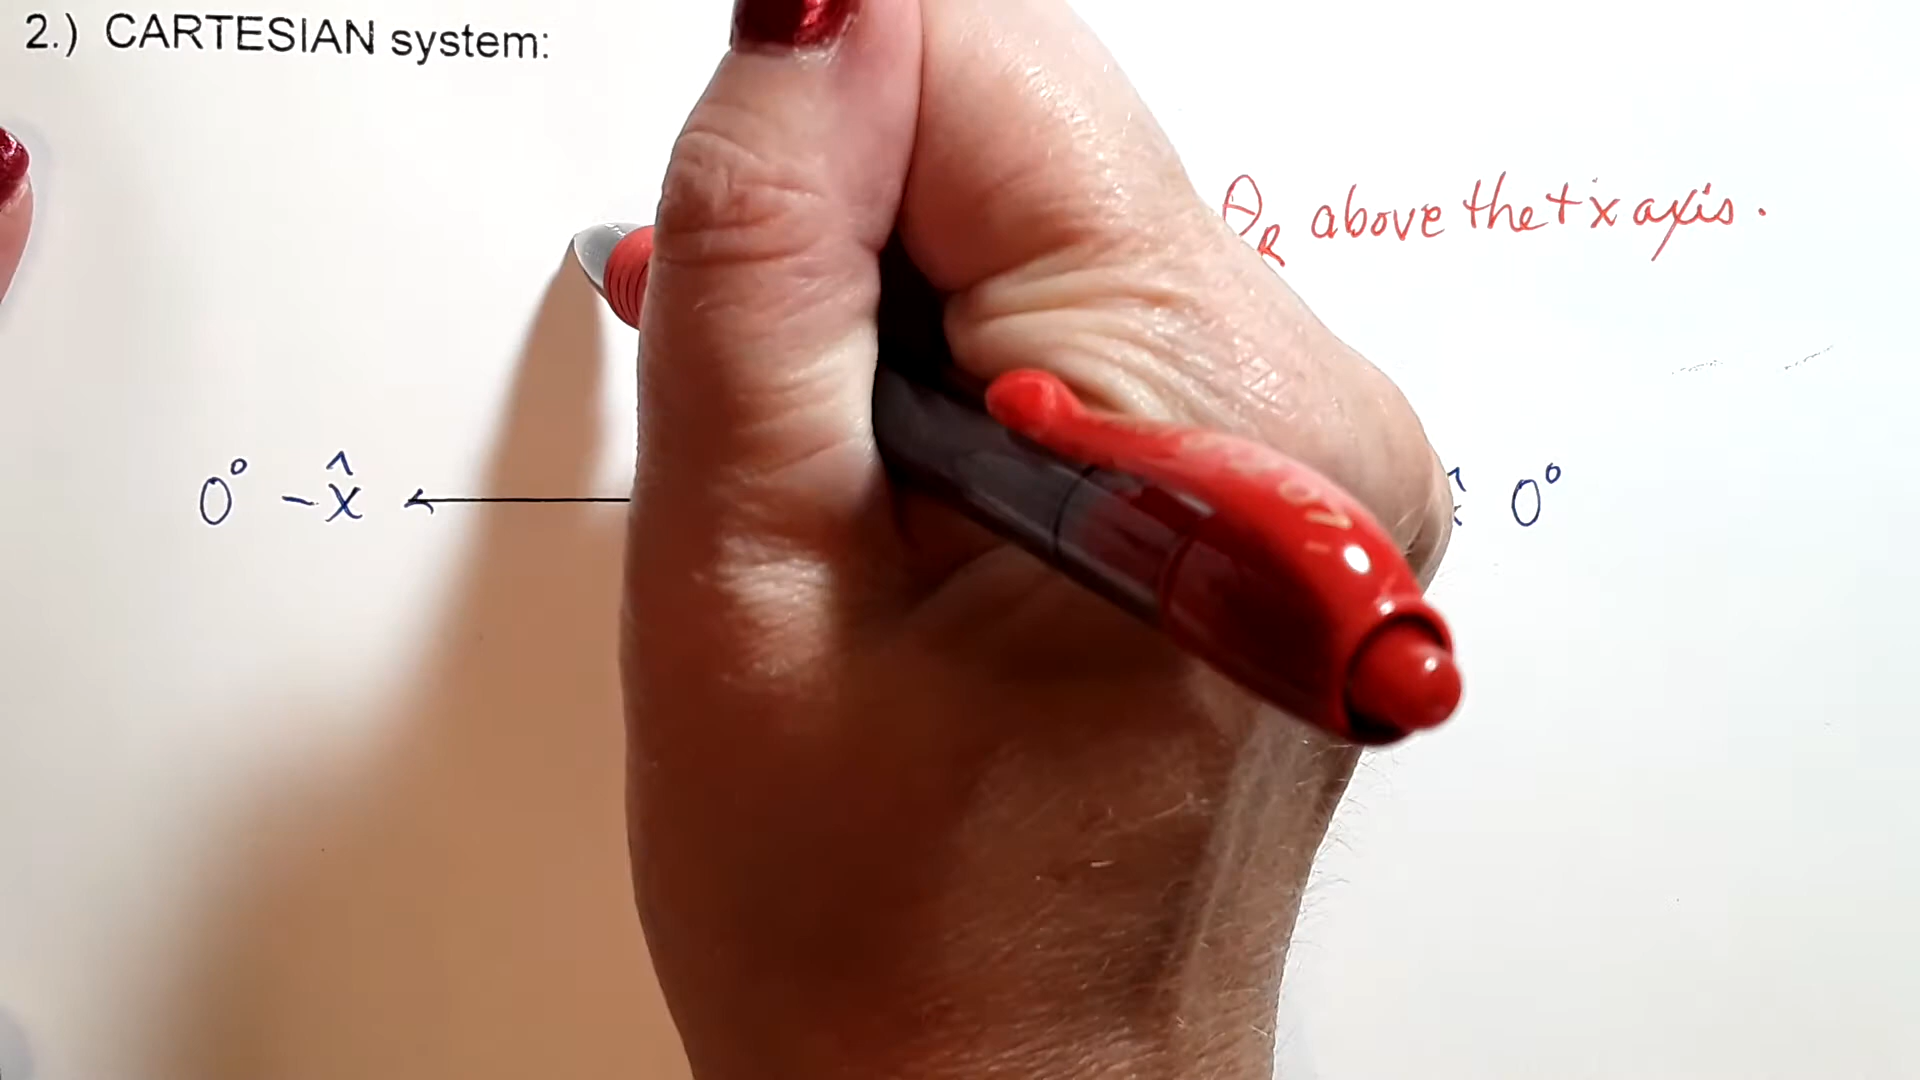 2.) CARTESIAN system:
θR above the +x axis.
0° -x̂
x̂ 0°